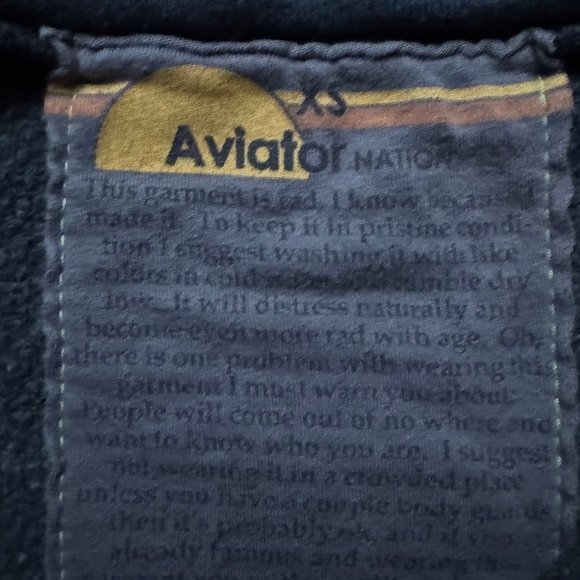 XS
Aviator NATION
This garment is rad. I know because I
made it. To keep it in pristine condi-
tion I suggest washing it with like
colors in cold water and tumble dry
low. It will distress naturally and
become even more rad with age. Oh,
there is one problem with wearing this
garment I must warn you about:
People will come out of no where and
want to know who you are. I suggest
not wearing it in a crowded place
unless you have a couple body guards
then it's probably ok, and if you
already famous and wearing this
garment you